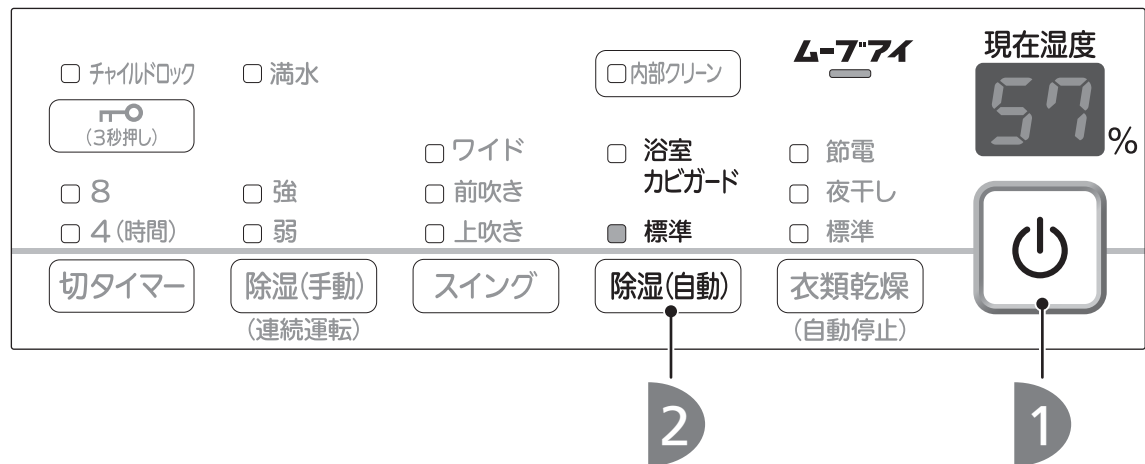 ムーブアイ
現在湿度
57%
チャイルドロック
満水
内部クリーン
(3秒押し)
ワイド
浴室
カビガード
節電
8
強
前吹き
夜干し
4(時間)
弱
上吹き
標準
標準
切タイマー
除湿(手動)
(連続運転)
スイング
除湿(自動)
衣類乾燥
(自動停止)
2
1